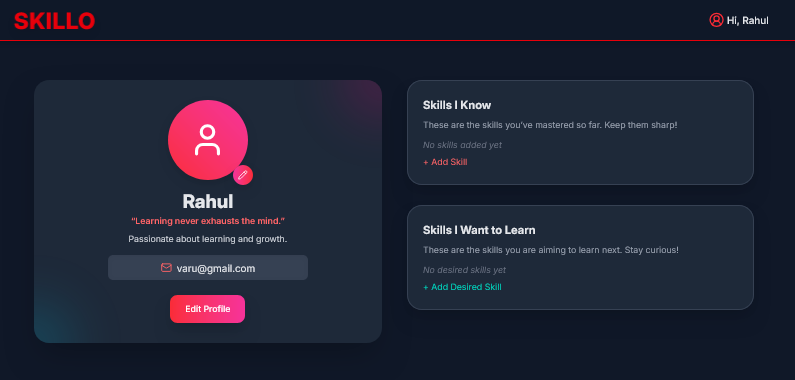 SKILLO
Hi, Rahul
Rahul
“Learning never exhausts the mind.”
Passionate about learning and growth.
varu@gmail.com
Edit Profile
Skills I Know
These are the skills you've mastered so far. Keep them sharp!
No skills added yet
+ Add Skill
Skills I Want to Learn
These are the skills you are aiming to learn next. Stay curious!
No desired skills yet
+ Add Desired Skill